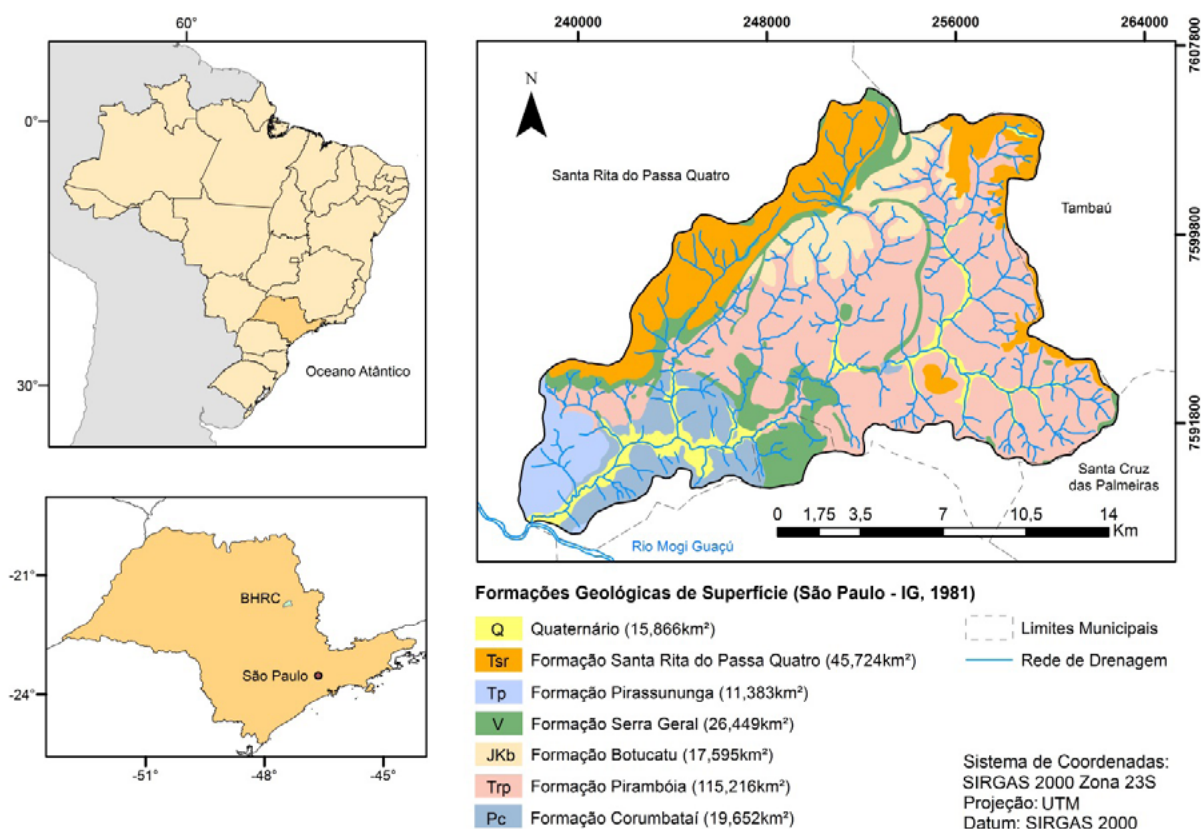 60°
0°
30°
Oceano Atântico
-21°
-24°
-51°
-48°
-45°
BHRC
São Paulo
240000
248000
256000
264000
7607800
7599800
7591800
N
Santa Rita do Passa Quatro
Tambaú
Santa Cruz
das Palmeiras
Rio Mogi Guaçú
0 1,75 3,5 7 10,5 14
Km
Formações Geológicas de Superfície (São Paulo - IG, 1981)
Q Quaternário (15,866km²)
Tsr Formação Santa Rita do Passa Quatro (45,724km²)
Tp Formação Pirassununga (11,383km²)
V Formação Serra Geral (26,449km²)
JKb Formação Botucatu (17,595km²)
Trp Formação Pirambóia (115,216km²)
Pc Formação Corumbataí (19,652km²)
Limites Municipais
Rede de Drenagem
Sistema de Coordenadas:
SIRGAS 2000 Zona 23S
Projeção: UTM
Datum: SIRGAS 2000